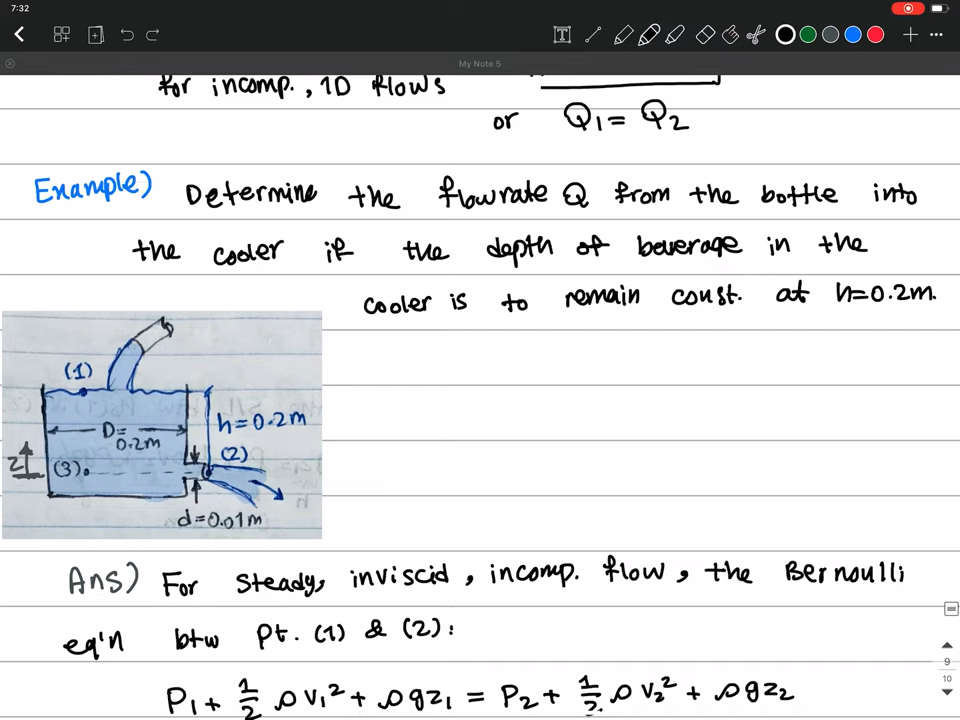 7:32
My Note 5
for incomp., 1D flows
or Q1 = Q2
Example) Determine the flowrate Q from the bottle into
the cooler if the depth of beverage in the
cooler is to remain const. at h=0.2m.
(1)
h=0.2m
D=
0.2m
(2)
Z
(3)
d=0.01m
Ans) For steady, inviscid, incomp. flow, the Bernoulli
eq'n btw Pt. (1) & (2):
P1 + 1/2 ρV1² + ρgz1 = P2 + 1/2 ρV2² + ρgz2
9
10